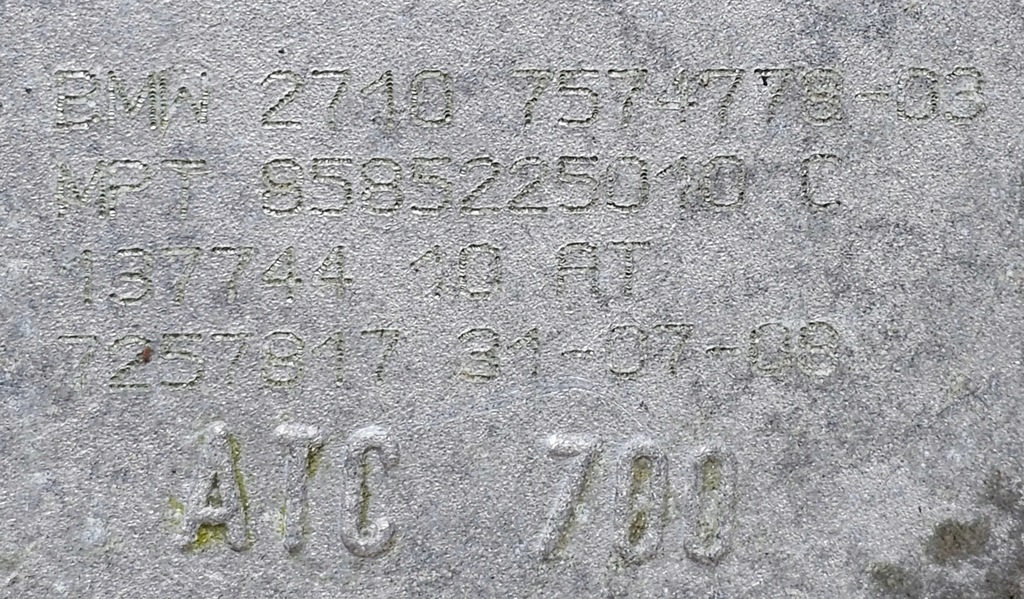 BMW 2710 7574778-03
MPT 8585225010 C
137744 10 AT
7257817 31-07-08
ATC 700